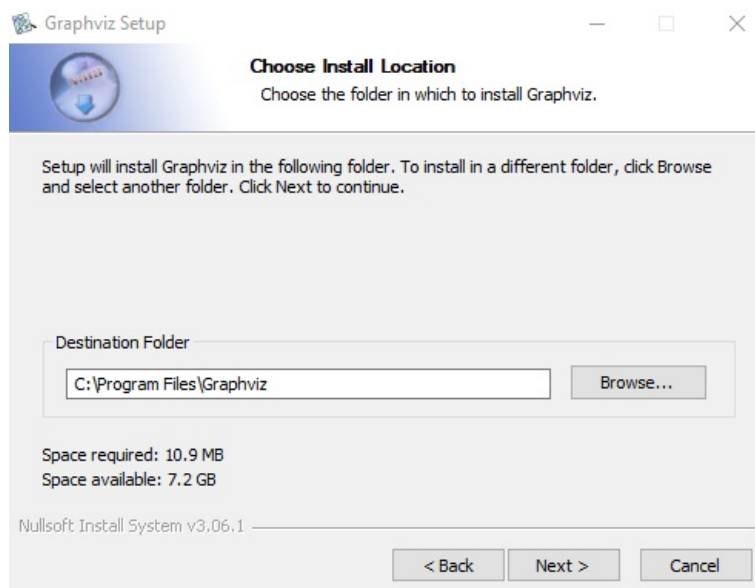 Graphviz Setup
Choose Install Location
Choose the folder in which to install Graphviz.
Setup will install Graphviz in the following folder. To install in a different folder, click Browse
and select another folder. Click Next to continue.
Destination Folder
C:\Program Files\Graphviz
Browse...
Space required: 10.9 MB
Space available: 7.2 GB
Nullsoft Install System v3.06.1
< Back
Next >
Cancel